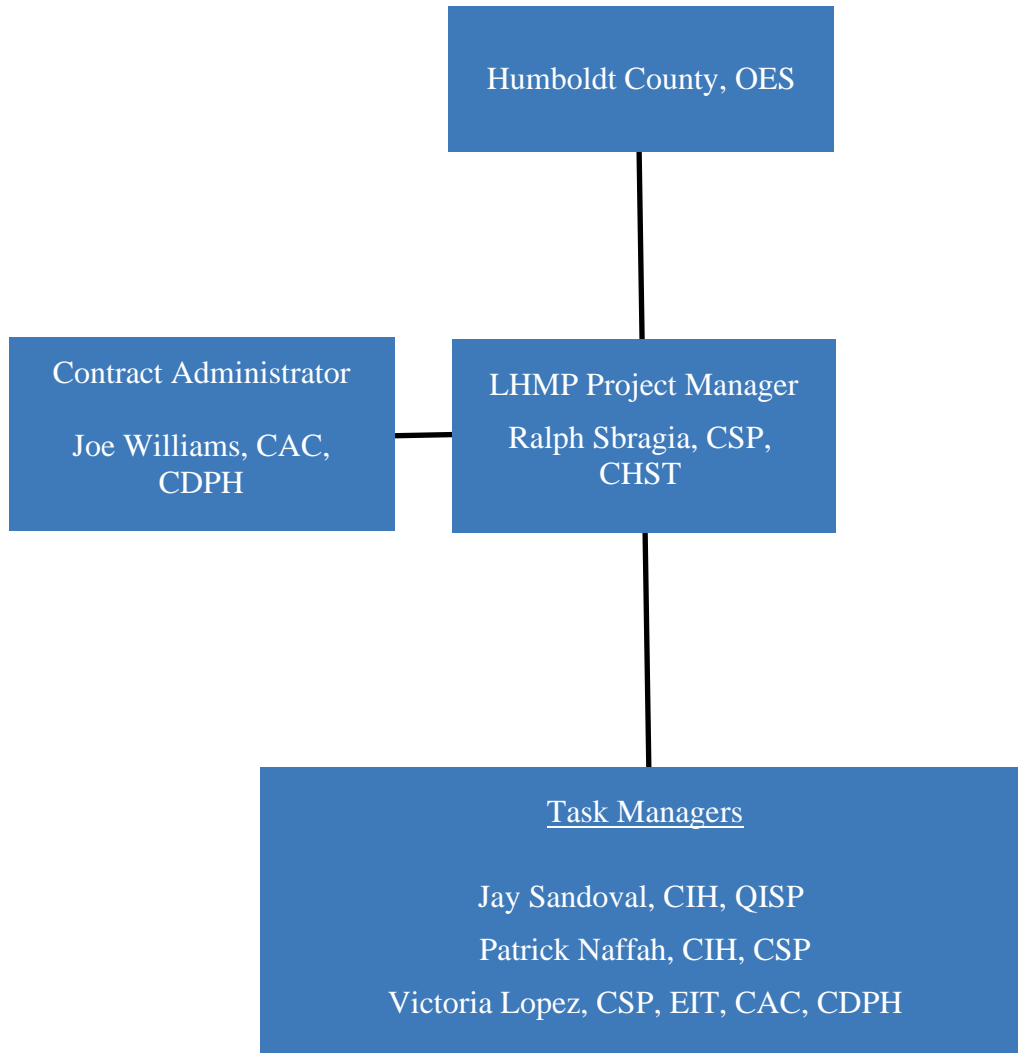 Humboldt County, OES
Contract Administrator
Joe Williams, CAC,
CDPH
LHMP Project Manager
Ralph Sbragia, CSP,
CHST
Task Managers
Jay Sandoval, CIH, QISP
Patrick Naffah, CIH, CSP
Victoria Lopez, CSP, EIT, CAC, CDPH